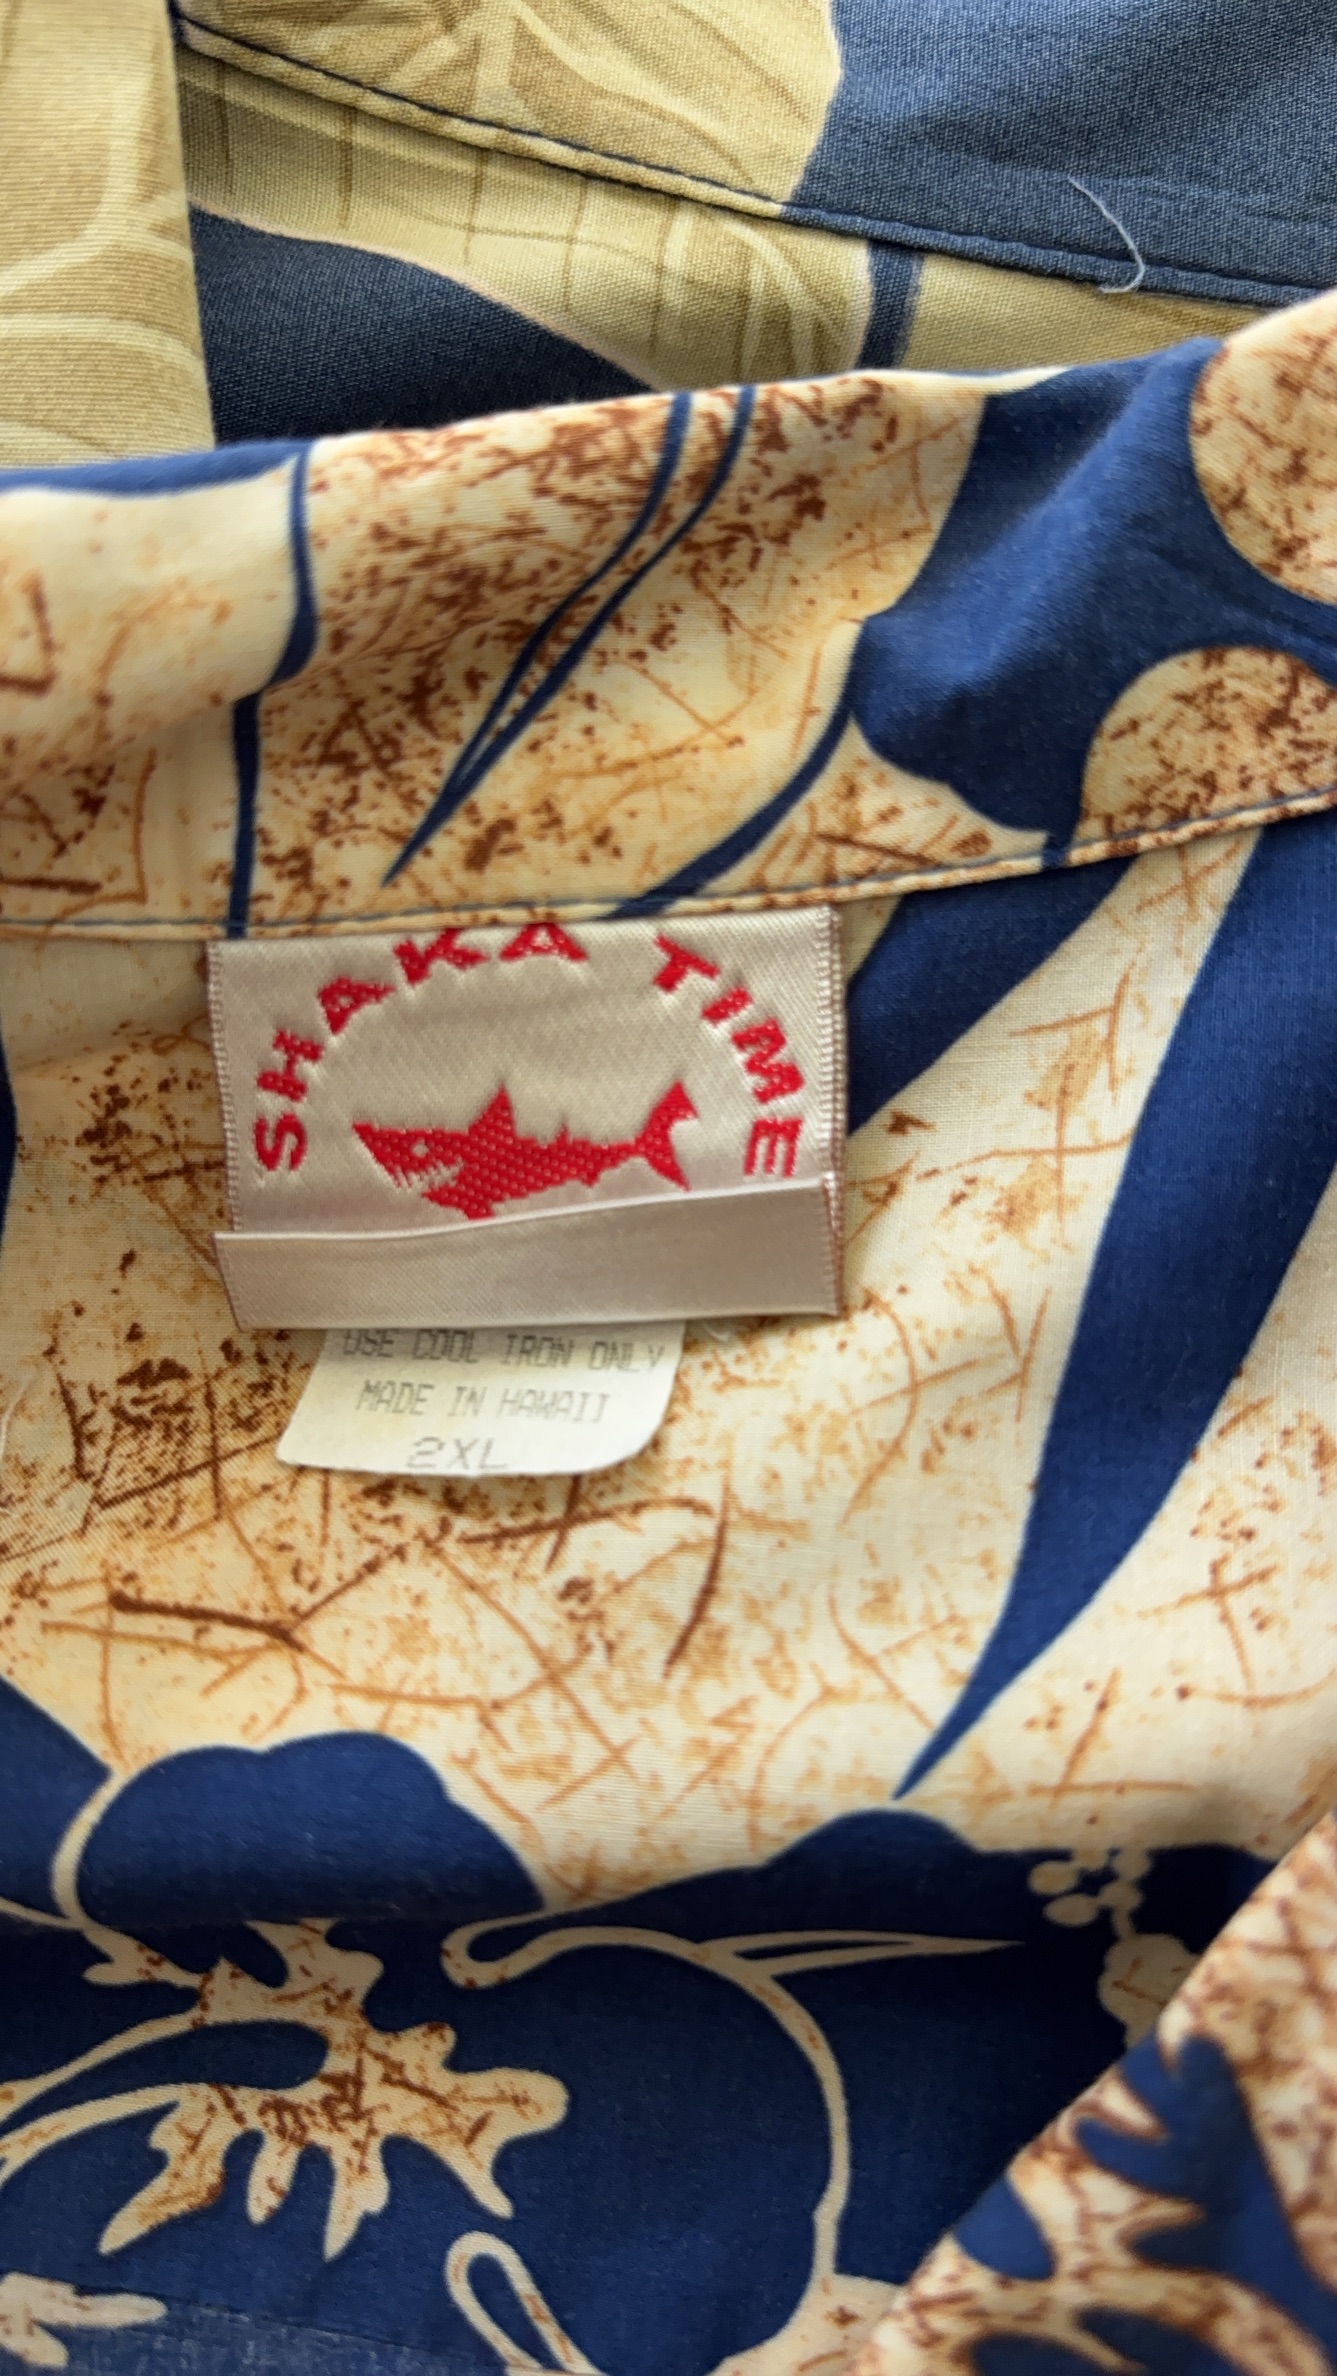 SHAKA TIME
USE COOL IRON ONLY
MADE IN HAWAII
2XL